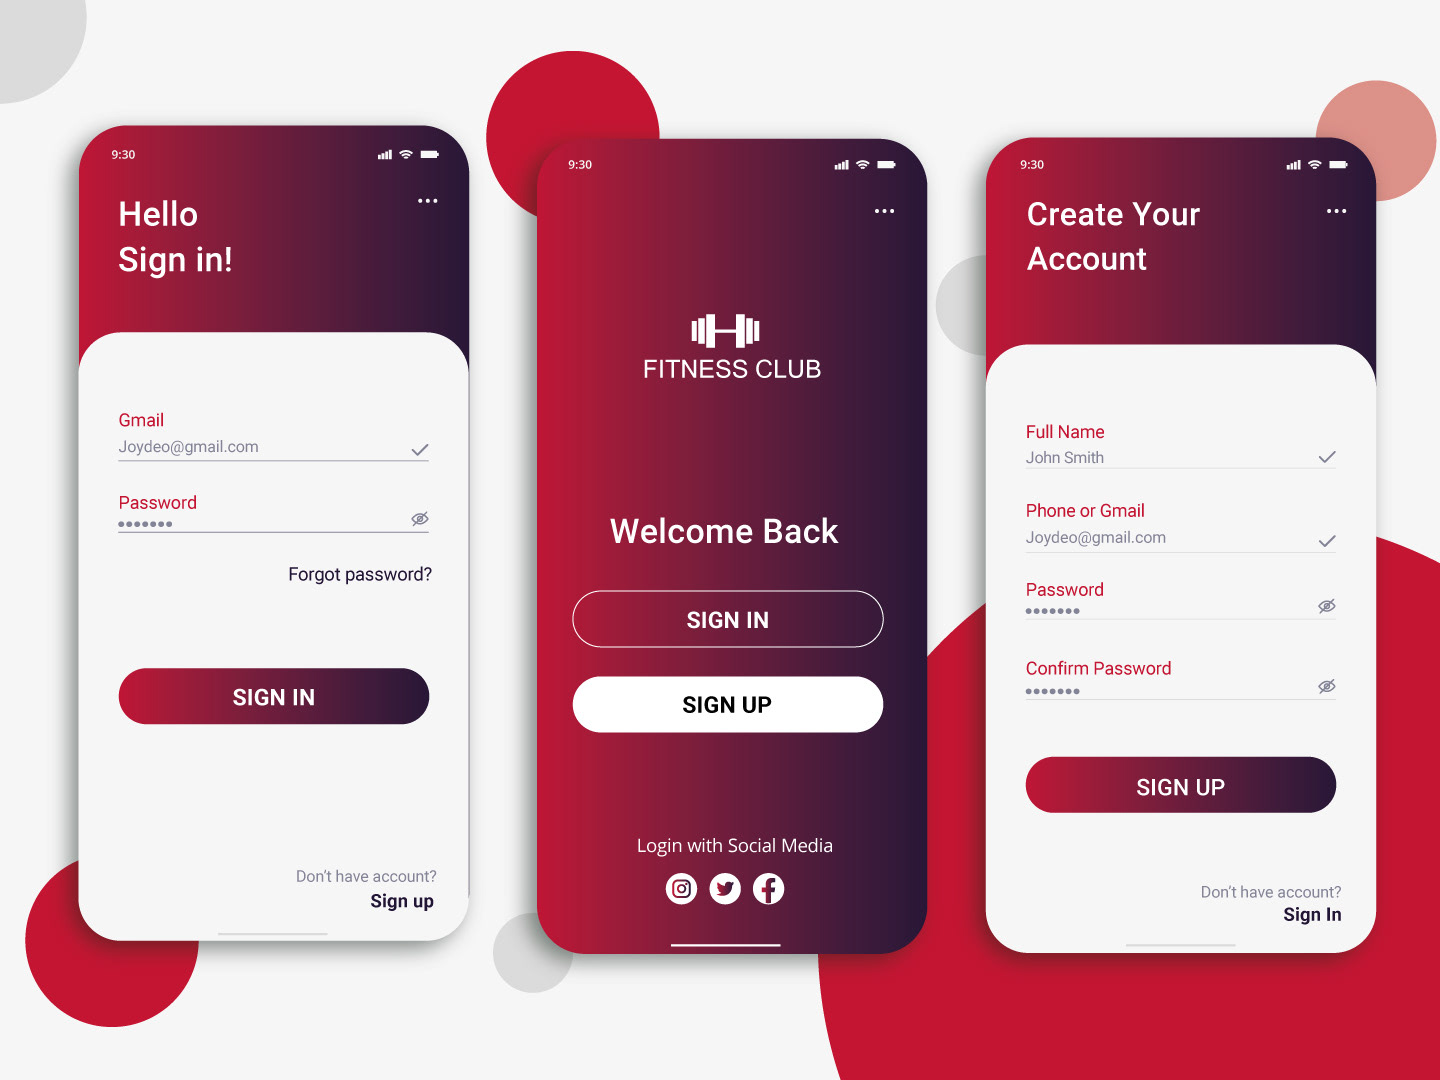 9:30
Hello
Sign in!
Gmail
Joydeo@gmail.com
Password
Forgot password?
SIGN IN
Don't have account?
Sign up
9:30
FITNESS CLUB
Welcome Back
SIGN IN
SIGN UP
Login with Social Media
9:30
Create Your
Account
Full Name
John Smith
Phone or Gmail
Joydeo@gmail.com
Password
Confirm Password
SIGN UP
Don't have account?
Sign In